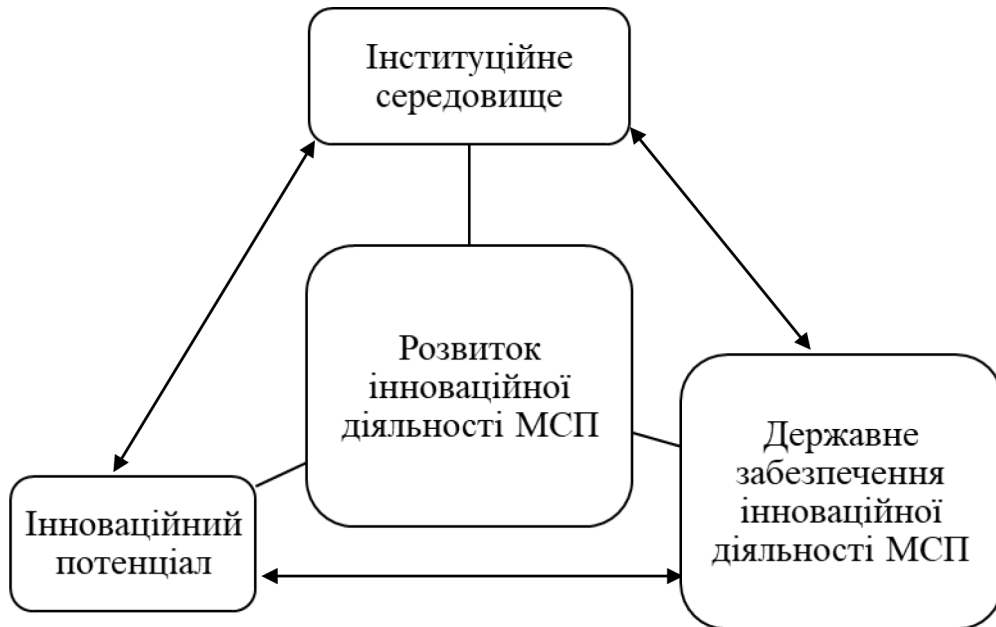 Інституційне
середовище
Розвиток
інноваційної
діяльності МСП
Державне
забезпечення
інноваційної
діяльності МСП
Інноваційний
потенціал